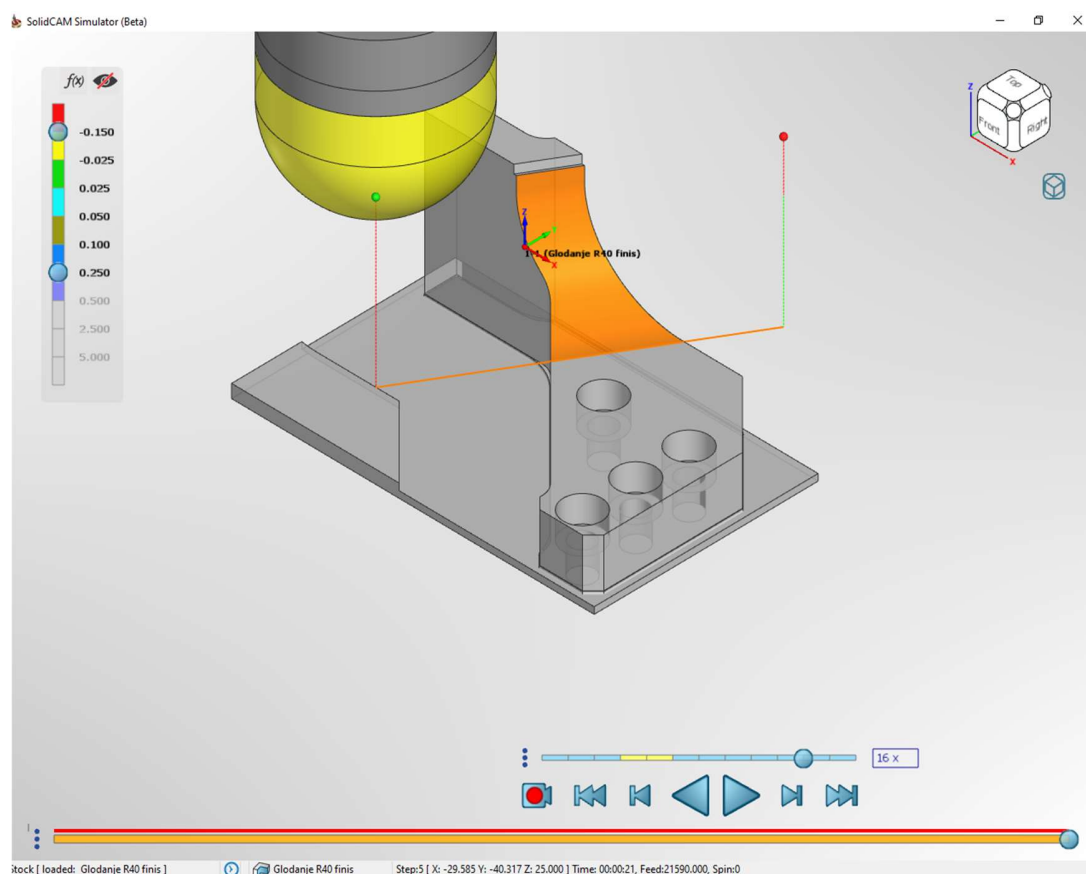 SolidCAM Simulator (Beta)
f(x)
-0.150
-0.025
0.025
0.050
0.100
0.250
0.500
2.500
5.000
Top
Front
Right
Z
X
Z
Y
X
(Glodanje R40 finis)
16 x
Stock [ loaded: Glodanje R40 finis ]
Glodanje R40 finis
Step:5 [ X: -29.585 Y: -40.317 Z: 25.000 ] Time: 00:00:21, Feed:21590.000, Spin:0